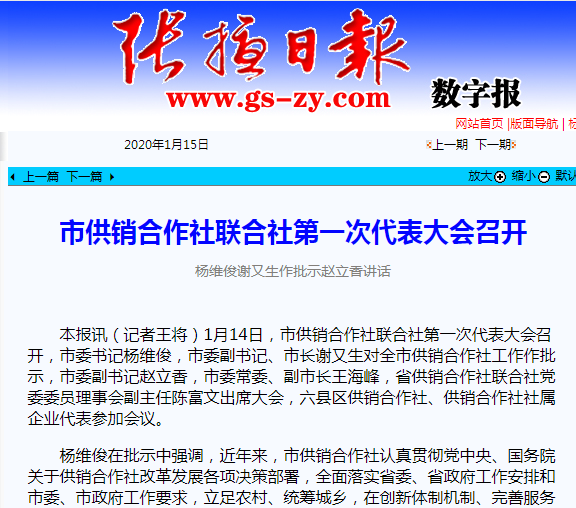 张掖日報
www.gs-zy.com
数字报
网站首页 |版面导航 |
2020年1月15日
上一期 下一期
上一篇 下一篇
放大 缩小 默认
市供销合作社联合社第一次代表大会召开
杨维俊谢又生作批示赵立香讲话
本报讯（记者王将）1月14日，市供销合作社联合社第一次代表大会召
开，市委书记杨维俊，市委副书记、市长谢又生对全市供销合作社工作作批
示，市委副书记赵立香，市委常委、副市长王海峰，省供销合作社联合社党
委委员理事会副主任陈富文出席大会，六县区供销合作社、供销合作社社属
企业代表参加会议。
杨维俊在批示中强调，近年来，市供销合作社认真贯彻党中央、国务院
关于供销合作社改革发展各项决策部署，全面落实省委、省政府工作安排和
市委、市政府工作要求，立足农村、统筹城乡，在创新体制机制、完善服务